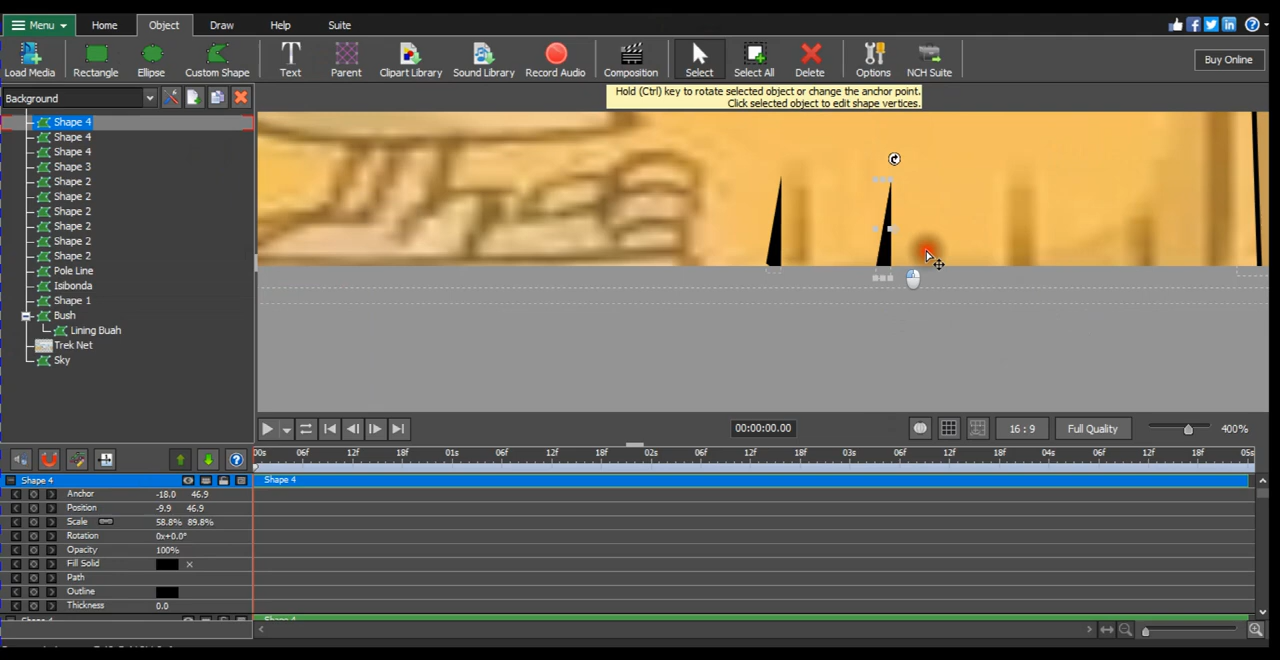 Menu Home Object Draw Help Suite
Load Media Rectangle Ellipse Custom Shape Text Parent Clipart Library Sound Library Record Audio Composition Select Select All Delete Options NCH Suite Buy Online
Background
Hold (Ctrl) key to rotate selected object or change the anchor point.
Click selected object to edit shape vertices.
Shape 4
Shape 4
Shape 4
Shape 3
Shape 2
Shape 2
Shape 2
Shape 2
Shape 2
Shape 2
Pole Line
Isibonda
Shape 1
Bush
Lining Buah
Trek Net
Sky
00:00:00.00 16 : 9 Full Quality 400%
00s 06f 12f 18f 01s 06f 12f 18f 02s 06f 12f 18f 03s 06f 12f 18f 04s 06f 12f 18f 05s
Shape 4 Shape 4
Anchor -18.0 46.9
Position -9.9 46.9
Scale 58.8% 89.8%
Rotation 0x+0.0°
Opacity 100%
Fill Solid
Path
Outline
Thickness 0.0